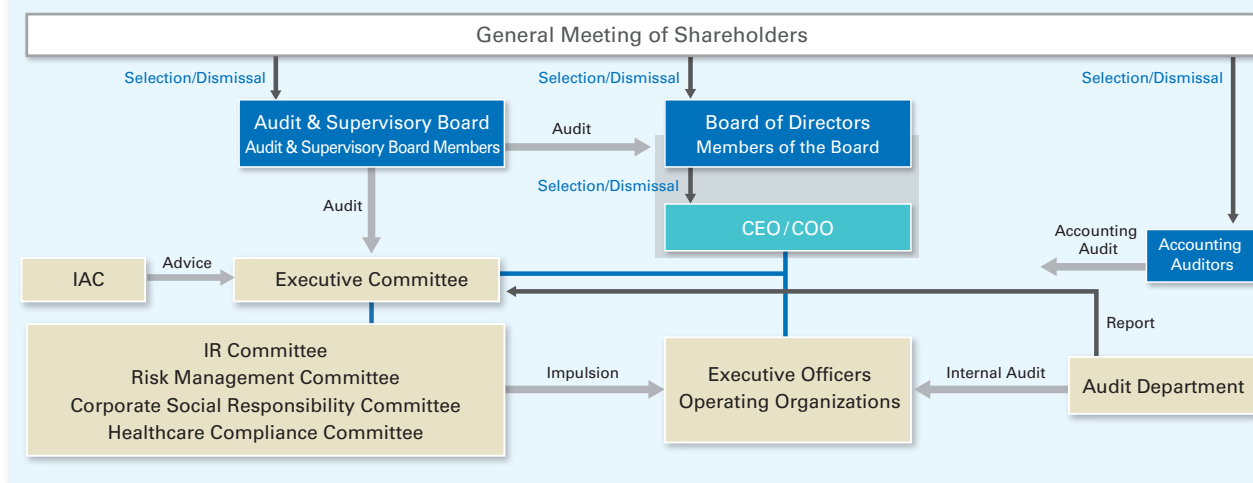 General Meeting of Shareholders
Selection/Dismissal
Selection/Dismissal
Selection/Dismissal
Audit & Supervisory Board
Audit & Supervisory Board Members
Audit
Board of Directors
Members of the Board
Selection/Dismissal
Audit
CEO/COO
Accounting
Audit
Accounting
Auditors
IAC
Advice
Executive Committee
Report
IR Committee
Risk Management Committee
Corporate Social Responsibility Committee
Healthcare Compliance Committee
Impulsion
Executive Officers
Operating Organizations
Internal Audit
Audit Department